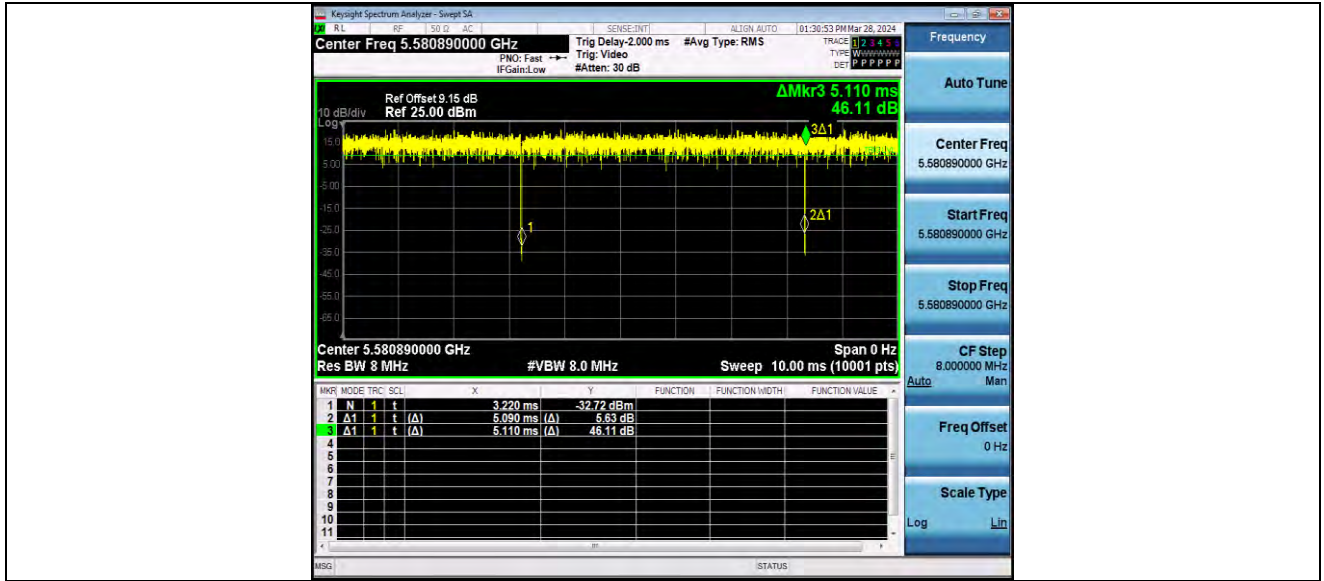 Keysight Spectrum Analyzer - Swept SA
RL RF 50 Ω AC SENSE:INT ALIGN AUTO 01:30:53 PM Mar 28, 2024
Center Freq 5.580890000 GHz
PNO: Fast
IFGain:Low
Trig Delay-2.000 ms
Trig: Video
#Atten: 30 dB
#Avg Type: RMS
TRACE 1 2 3 4 5 6
TYPE W
DET P P P P P P
Frequency
ΔMkr3 5.110 ms
46.11 dB
Ref Offset 9.15 dB
10 dB/div Ref 25.00 dBm
Log
15.0
5.00
-5.00
-15.0
-25.0
-35.0
-45.0
-55.0
-65.0
3Δ1
2Δ1
1
Center 5.580890000 GHz Span 0 Hz
Res BW 8 MHz #VBW 8.0 MHz Sweep 10.00 ms (10001 pts)
MKR MODE TRC SCL X Y FUNCTION FUNCTION WIDTH FUNCTION VALUE
1 N 1 t 3.220 ms -32.72 dBm
2 Δ1 1 t (Δ) 5.090 ms (Δ) 5.63 dB
3 Δ1 1 t (Δ) 5.110 ms (Δ) 46.11 dB
4
5
6
7
8
9
10
11
MSG STATUS
Auto Tune
Center Freq
5.580890000 GHz
Start Freq
5.580890000 GHz
Stop Freq
5.580890000 GHz
CF Step
8.000000 MHz
Auto Man
Freq Offset
0 Hz
Scale Type
Log Lin